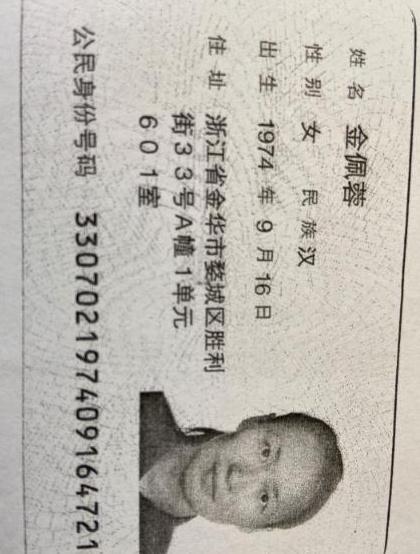 姓名 金佩蓉
性别 女 民族 汉
出生 1974 年 9 月 16 日
住址 浙江省金华市婺城区胜利
街33号A幢1单元
601室
公民身份号码 330702197409164721